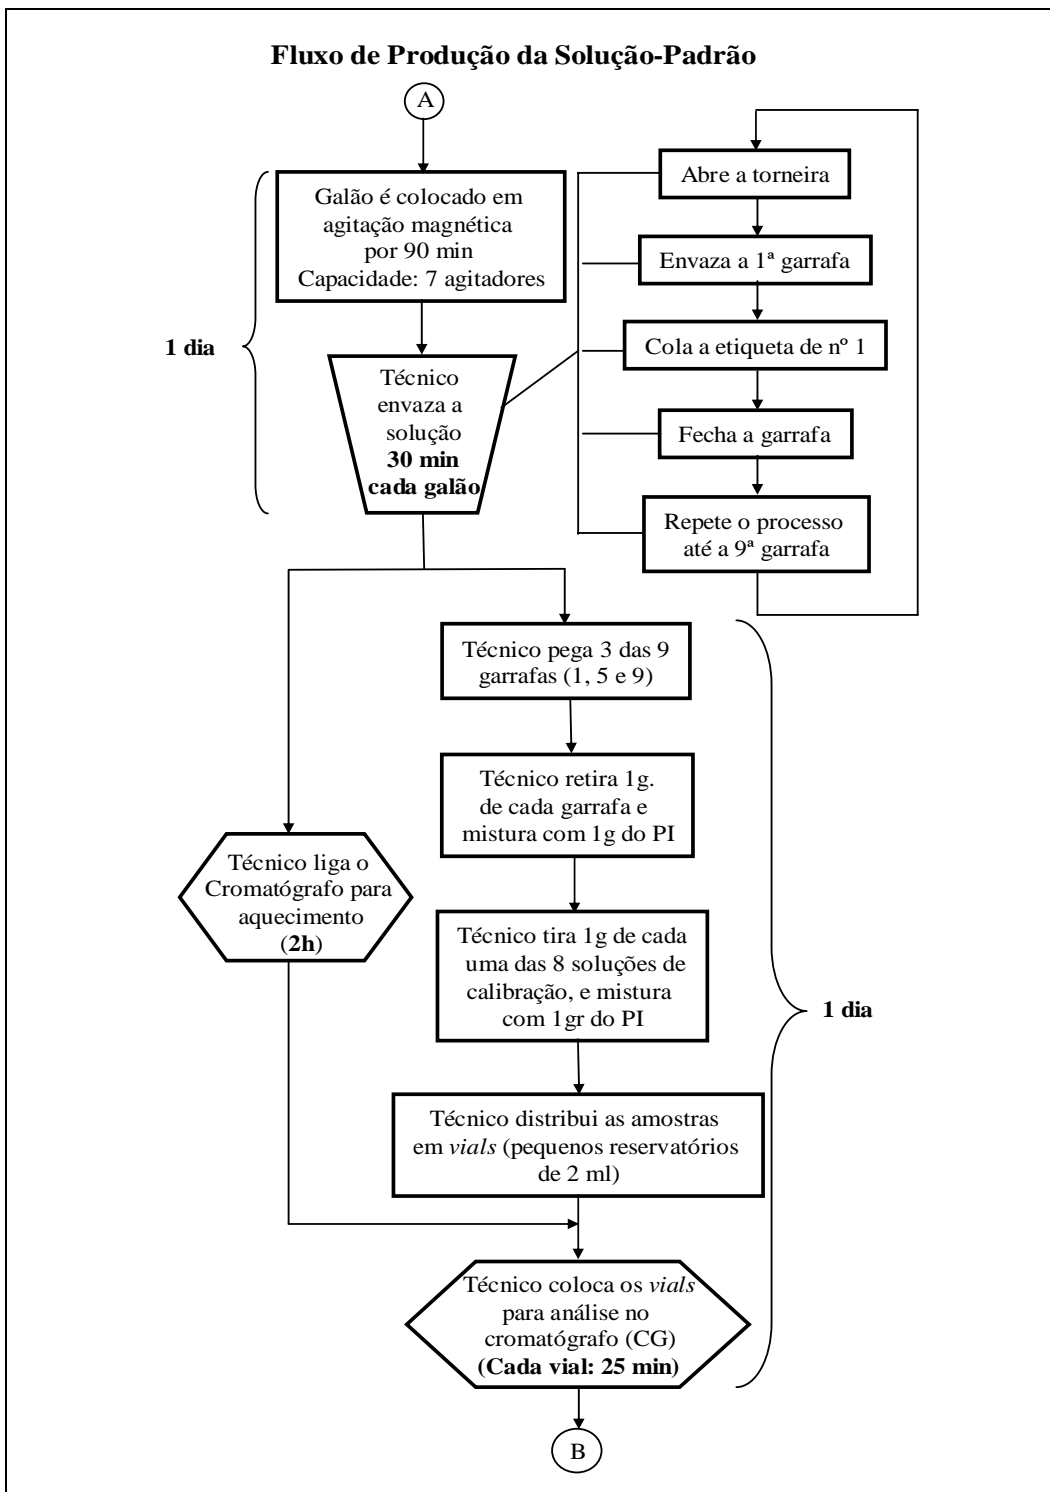 Fluxo de Produção da Solução-Padrão
A
Galão é colocado em
agitação magnética
por 90 min
Capacidade: 7 agitadores
1 dia
Técnico
envaza a
solução
30 min
cada galão
Abre a torneira
Envaza a 1ª garrafa
Cola a etiqueta de nº 1
Fecha a garrafa
Repete o processo
até a 9ª garrafa
Técnico pega 3 das 9
garrafas (1, 5 e 9)
Técnico retira 1g.
de cada garrafa e
mistura com 1g do PI
Técnico liga o
Cromatógrafo para
aquecimento
(2h)
Técnico tira 1g de cada
uma das 8 soluções de
calibração, e mistura
com 1gr do PI
1 dia
Técnico distribui as amostras
em vials (pequenos reservatórios
de 2 ml)
Técnico coloca os vials
para análise no
cromatógrafo (CG)
(Cada vial: 25 min)
B